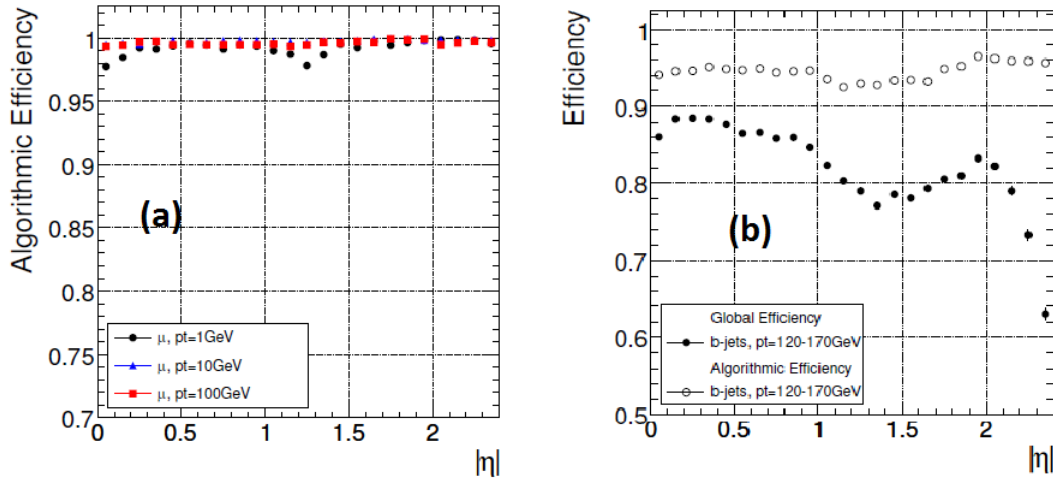 Algorithmic Efficiency
1
0.95
0.9
0.85
0.8
0.75
0.7
(a)
μ, pt=1GeV
μ, pt=10GeV
μ, pt=100GeV
0 0.5 1 1.5 2
|η|
Efficiency
1
0.9
0.8
0.7
0.6
0.5
(b)
Global Efficiency
b-jets, pt=120-170GeV
Algorithmic Efficiency
b-jets, pt=120-170GeV
0 0.5 1 1.5 2
|η|